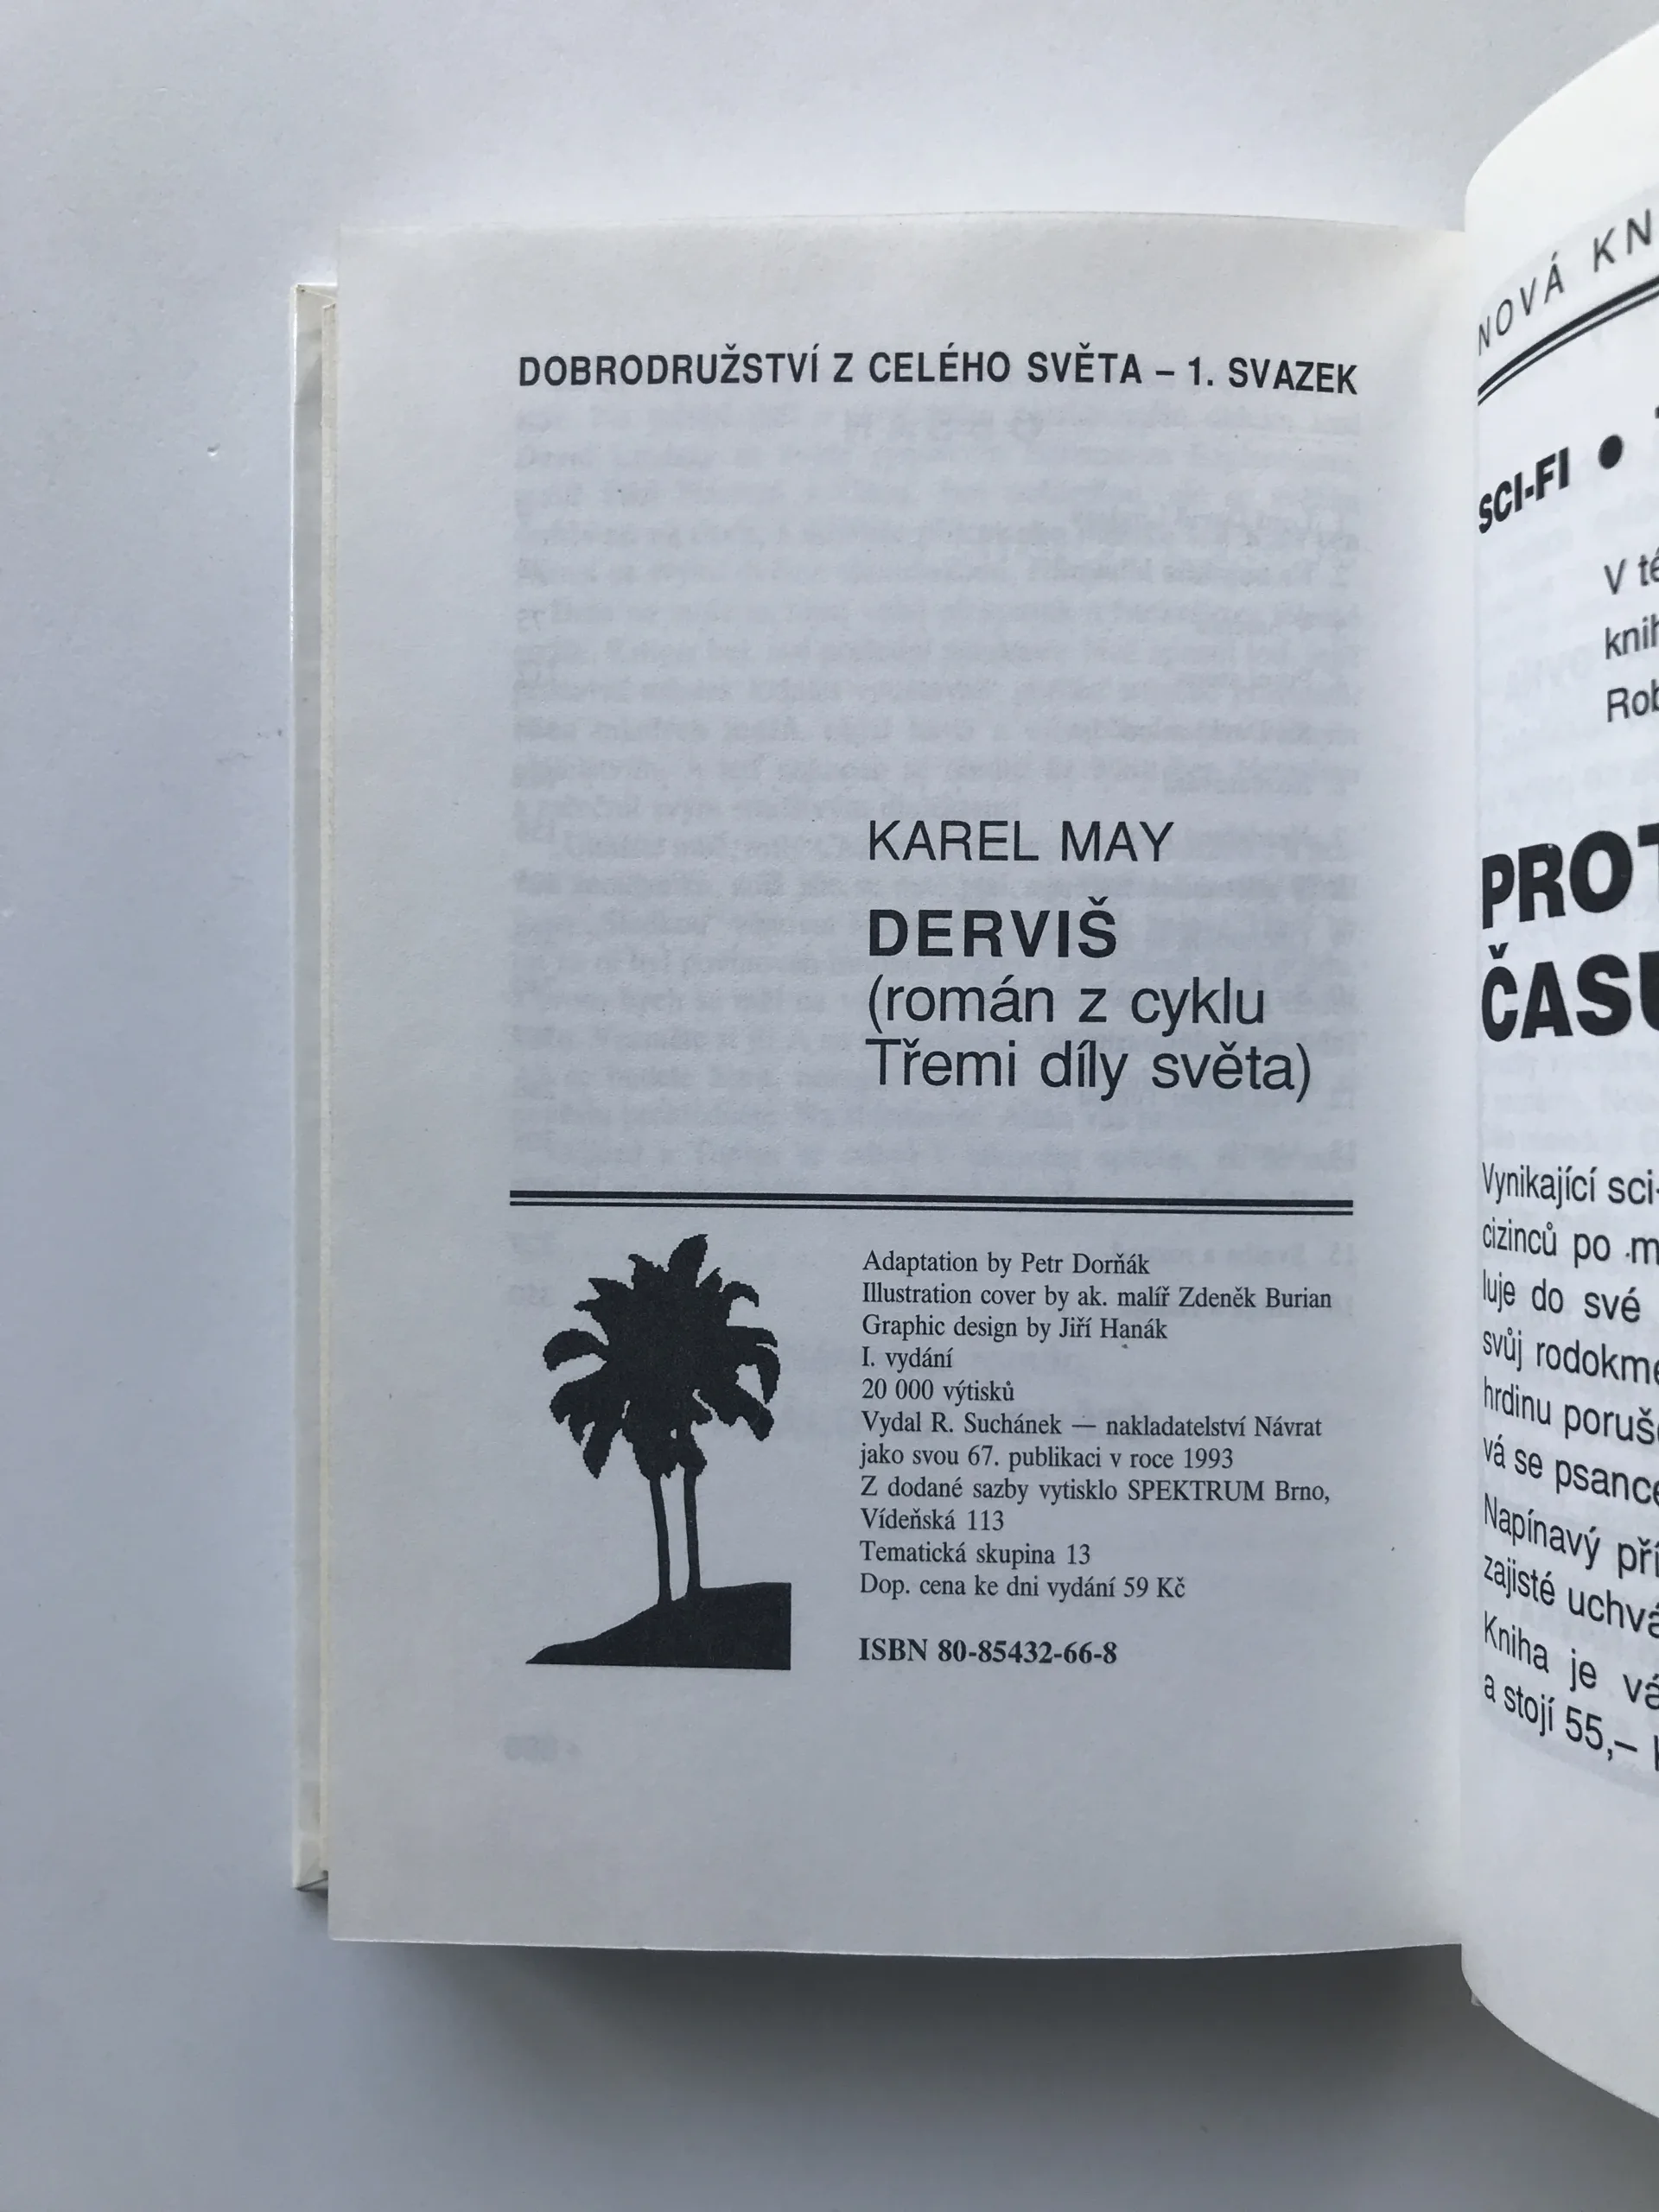 DOBRODRUŽSTVÍ Z CELÉHO SVĚTA – 1. SVAZEK
KAREL MAY
DERVIŠ
(román z cyklu
Třemi díly světa)
Adaptation by Petr Dorňák
Illustration cover by ak. malíř Zdeněk Burian
Graphic design by Jiří Hanák
I. vydání
20 000 výtisků
Vydal R. Suchánek — nakladatelství Návrat
jako svou 67. publikaci v roce 1993
Z dodané sazby vytisklo SPEKTRUM Brno,
Vídeňská 113
Tematická skupina 13
Dop. cena ke dni vydání 59 Kč
ISBN 80-85432-66-8
NOVÁ KN
SCI-FI ●
V té
knih
Rob
PROT
ČASU
Vynikající sci-
cizinců po m
luje do své
svůj rodokme
hrdinu poruše
vá se psance
Napínavý pří
zajisté uchvá
Kniha je vá
a stojí 55,–